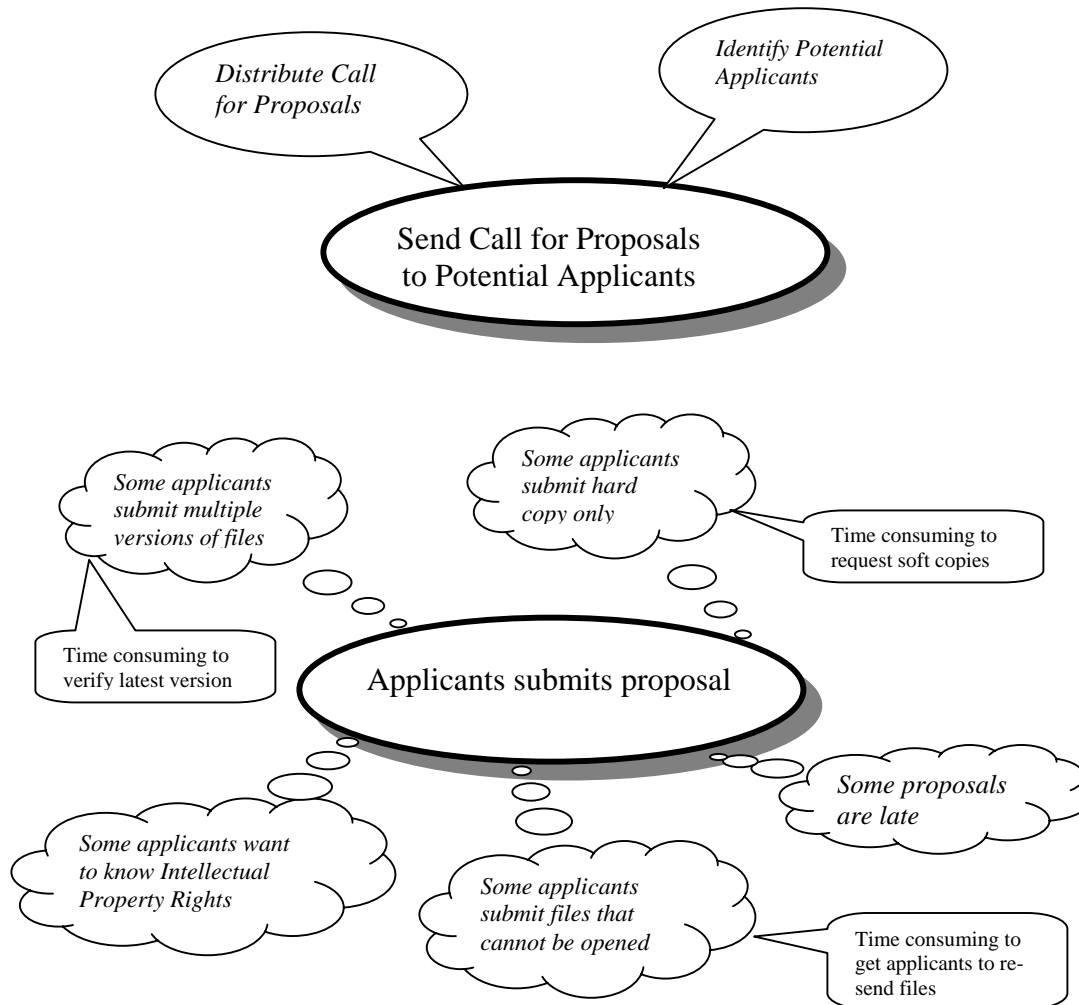 Distribute Call
for Proposals
Identify Potential
Applicants
Send Call for Proposals
to Potential Applicants
Some applicants
submit multiple
versions of files
Some applicants
submit hard
copy only
Time consuming to
request soft copies
Time consuming to
verify latest version
Applicants submits proposal
Some proposals
are late
Some applicants want
to know Intellectual
Property Rights
Some applicants
submit files that
cannot be opened
Time consuming to
get applicants to re-
send files